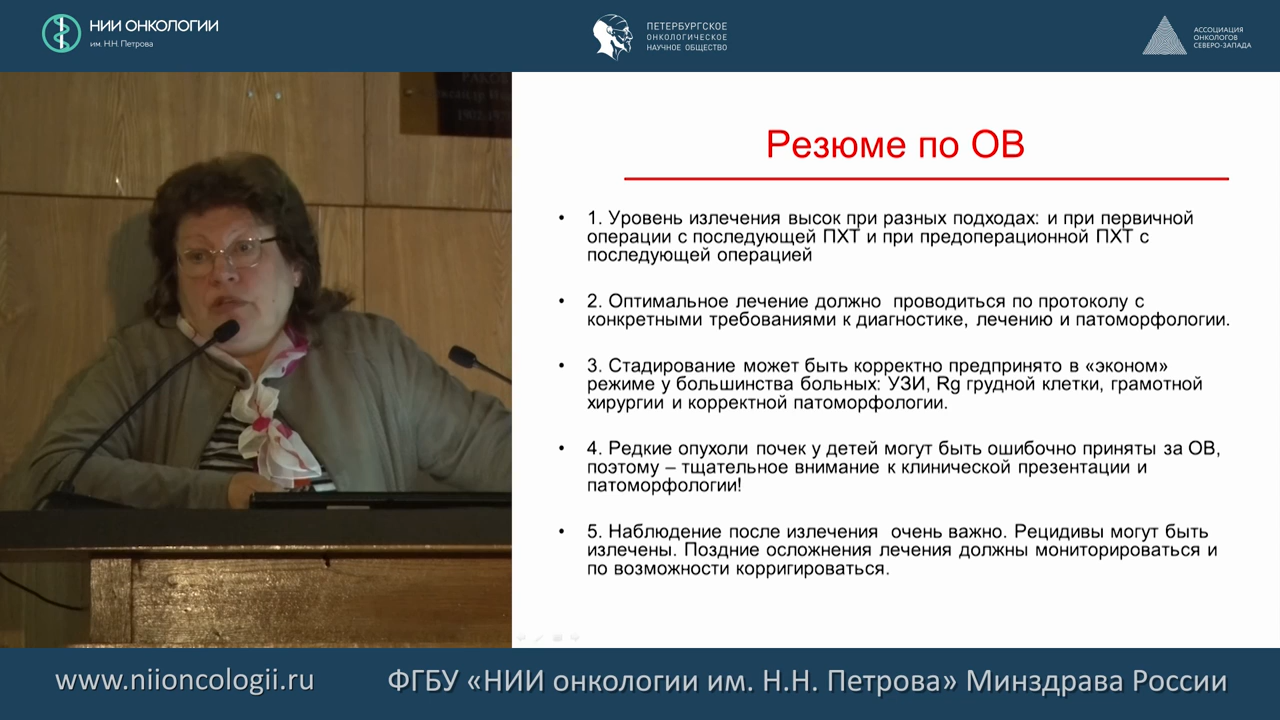 НИИ ОНКОЛОГИИ
им. Н.Н. Петрова
ПЕТЕРБУРГСКОЕ
ОНКОЛОГИЧЕСКОЕ
НАУЧНОЕ ОБЩЕСТВО
АССОЦИАЦИЯ
ОНКОЛОГОВ
СЕВЕРО-ЗАПАДА
Резюме по ОВ
• 1. Уровень излечения высок при разных подходах: и при первичной
операции с последующей ПХТ и при предоперационной ПХТ с
последующей операцией
• 2. Оптимальное лечение должно проводиться по протоколу с
конкретными требованиями к диагностике, лечению и патоморфологии.
• 3. Стадирование может быть корректно предпринято в «эконом»
режиме у большинства больных: УЗИ, Rg грудной клетки, грамотной
хирургии и корректной патоморфологии.
• 4. Редкие опухоли почек у детей могут быть ошибочно приняты за ОВ,
поэтому – тщательное внимание к клинической презентации и
патоморфологии!
• 5. Наблюдение после излечения очень важно. Рецидивы могут быть
излечены. Поздние осложнения лечения должны мониторироваться и
по возможности корригироваться.
www.niioncologii.ru
ФГБУ «НИИ онкологии им. Н.Н. Петрова» Минздрава России